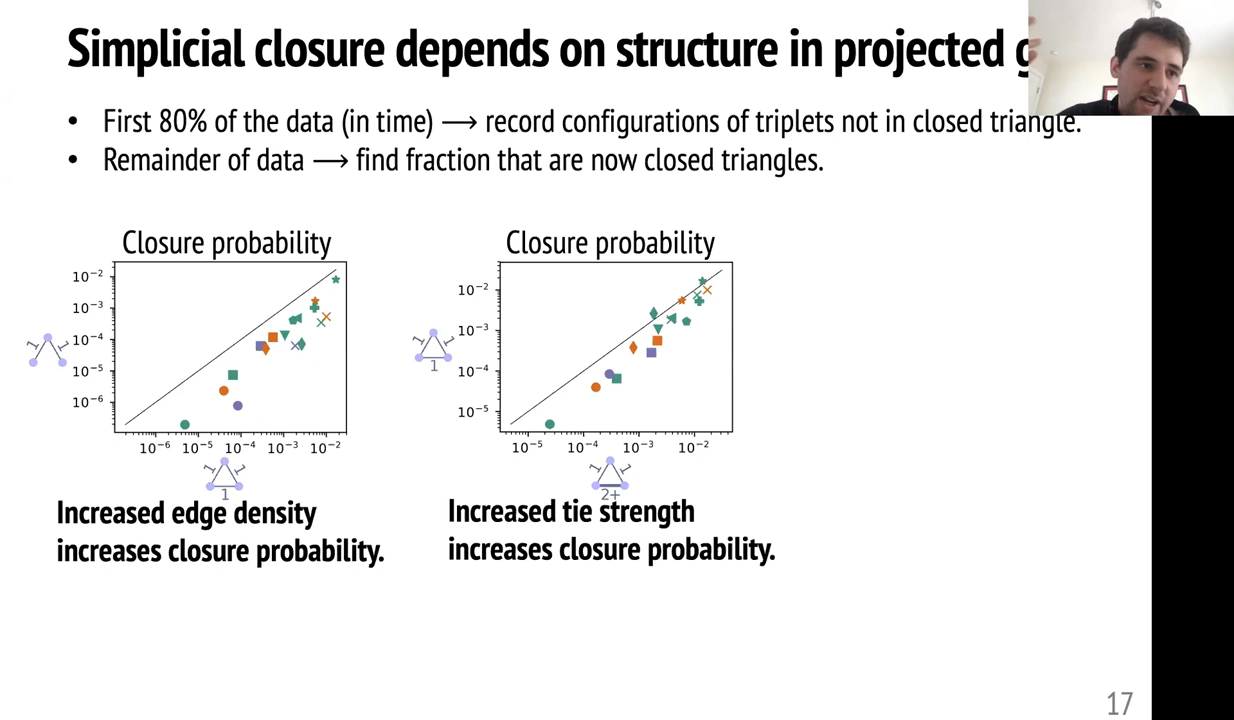 Simplicial closure depends on structure in projected
• First 80% of the data (in time) ⟶ record configurations of triplets not in closed triangle.
• Remainder of data ⟶ find fraction that are now closed triangles.
Closure probability
10⁻²
10⁻³
10⁻⁴
10⁻⁵
10⁻⁶
1 1
10⁻⁶ 10⁻⁵ 10⁻⁴ 10⁻³ 10⁻²
1 1
1
Increased edge density
increases closure probability.
Closure probability
10⁻²
10⁻³
10⁻⁴
10⁻⁵
1 1
1
10⁻⁵ 10⁻⁴ 10⁻³ 10⁻²
1 1
2+
Increased tie strength
increases closure probability.
17